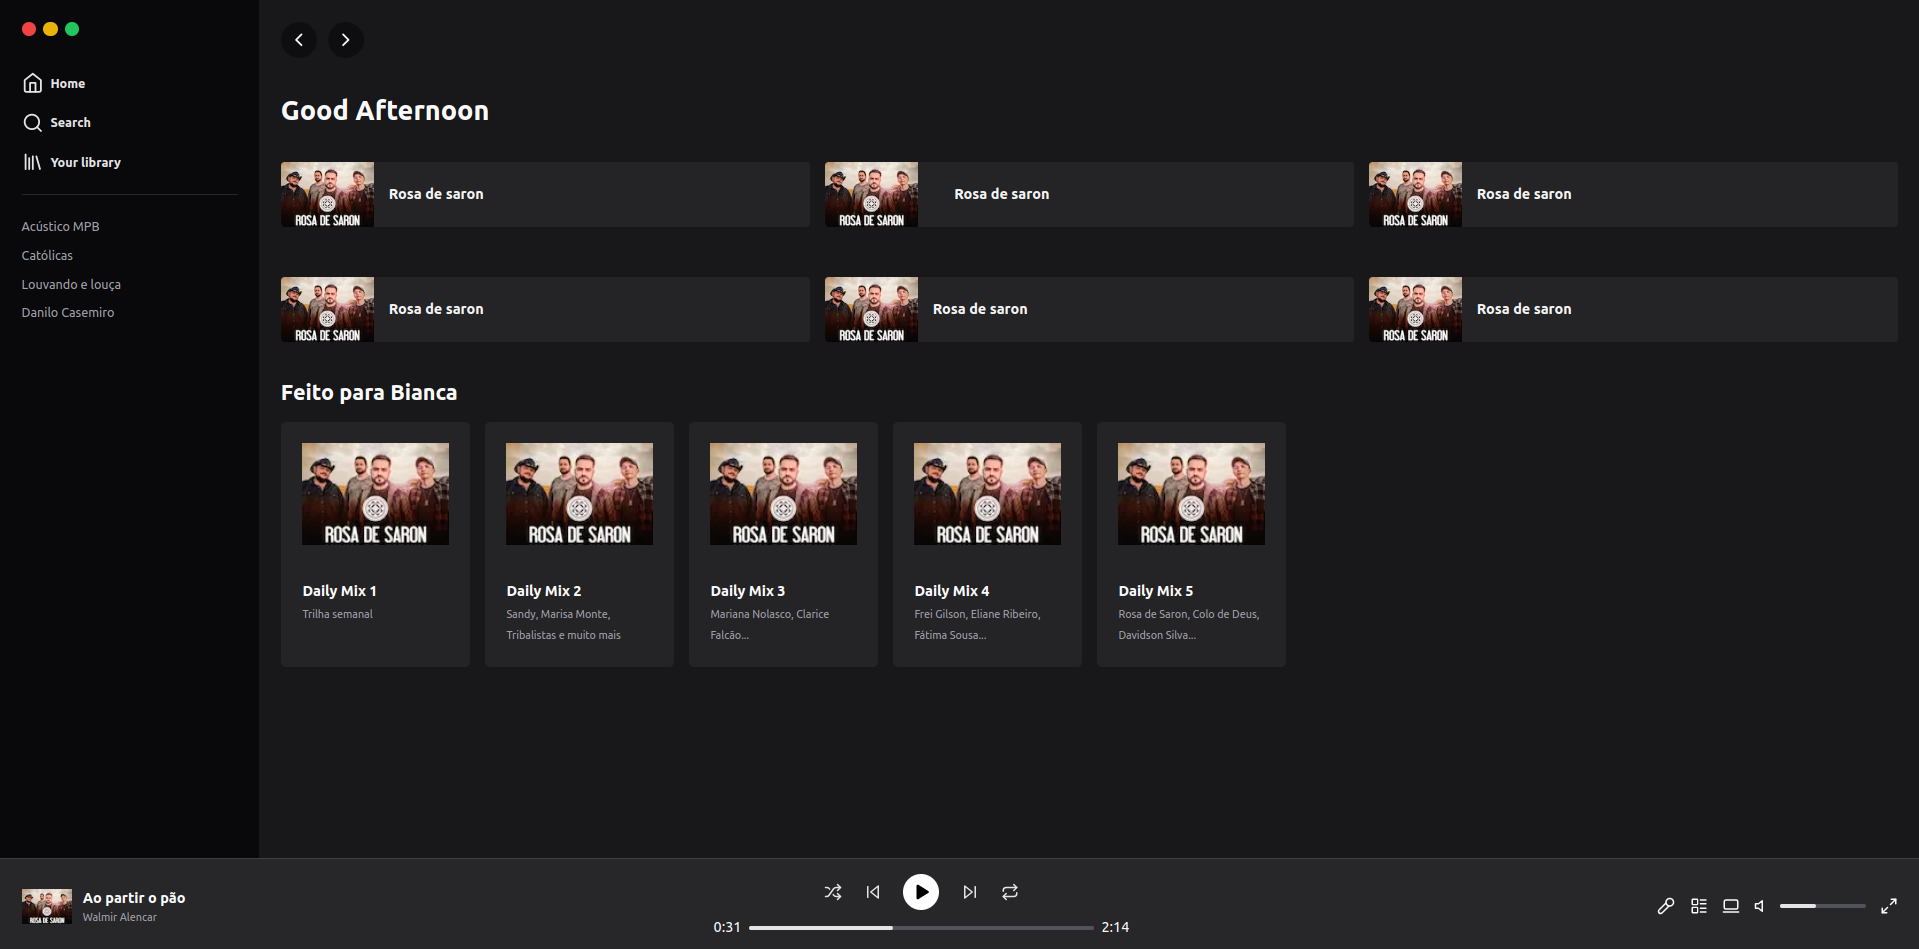 Home
Search
Your library
Acústico MPB
Católicas
Louvando e louça
Danilo Casemiro
Good Afternoon
ROSA DE SARON
Rosa de saron
ROSA DE SARON
Rosa de saron
ROSA DE SARON
Rosa de saron
ROSA DE SARON
Rosa de saron
ROSA DE SARON
Rosa de saron
ROSA DE SARON
Rosa de saron
Feito para Bianca
ROSA DE SARON
Daily Mix 1
Trilha semanal
ROSA DE SARON
Daily Mix 2
Sandy, Marisa Monte,
Tribalistas e muito mais
ROSA DE SARON
Daily Mix 3
Mariana Nolasco, Clarice
Falcão...
ROSA DE SARON
Daily Mix 4
Frei Gilson, Eliane Ribeiro,
Fátima Sousa...
ROSA DE SARON
Daily Mix 5
Rosa de Saron, Colo de Deus,
Davidson Silva...
ROSA DE SARON
Ao partir o pão
Walmir Alencar
0:31
2:14